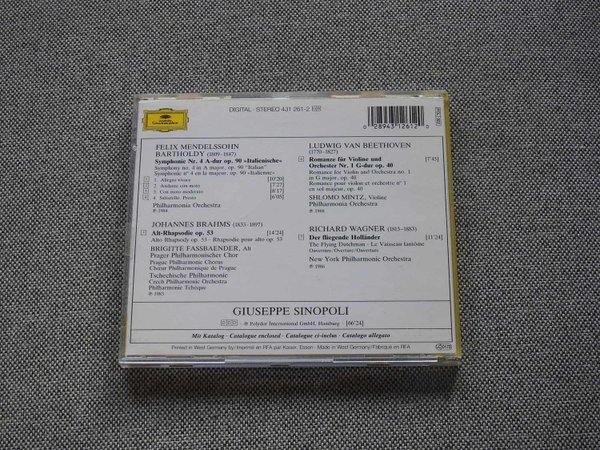 DIGITAL · STEREO 431 261-2
0 28943 12612 0
FELIX MENDELSSOHN
BARTHOLDY (1809-1847)
Symphonie Nr. 4 A-dur op. 90 »Italienische«
Symphony no. 4 in A major, op. 90 "Italian"
Symphonie n° 4 en la majeur, op. 90 «Italienne»
1. Allegro vivace [10'20]
2. Andante con moto [7'27]
3. Con moto moderato [8'17]
4. Saltarello. Presto [6'05]
Philharmonia Orchestra
℗ 1984
JOHANNES BRAHMS (1833-1897)
Alt-Rhapsodie op. 53 [14'24]
Alto Rhapsody op. 53 · Rhapsodie pour alto op. 53
BRIGITTE FASSBAENDER, Alt
Prager Philharmonischer Chor
Prague Philharmonic Chorus
Chœur Philharmonique de Prague
Tschechische Philharmonie
Czech Philharmonic Orchestra
Philharmonie Tchèque
℗ 1983
LUDWIG VAN BEETHOVEN
(1770-1827)
Romanze für Violine und [7'45]
Orchester Nr. 1 G-dur op. 40
Romance for Violin and Orchestra no. 1
in G major, op. 40
Romance pour violon et orchestre n° 1
en sol majeur, op. 40
SHLOMO MINTZ, Violine
Philharmonia Orchestra
℗ 1988
RICHARD WAGNER (1813-1883)
Der fliegende Holländer [11'24]
The Flying Dutchman · Le Vaisseau fantôme
Ouvertüre/Overture/Ouverture
New York Philharmonic Orchestra
℗ 1986
GIUSEPPE SINOPOLI
DDD ℗ Polydor International GmbH, Hamburg [66'24]
Mit Katalog · Catalogue enclosed · Catalogue ci-inclus · Catalogo allegato
Printed in West Germany by/Imprimé en RFA par Kaiser, Essen · Made in West Germany/Fabriqué en RFA